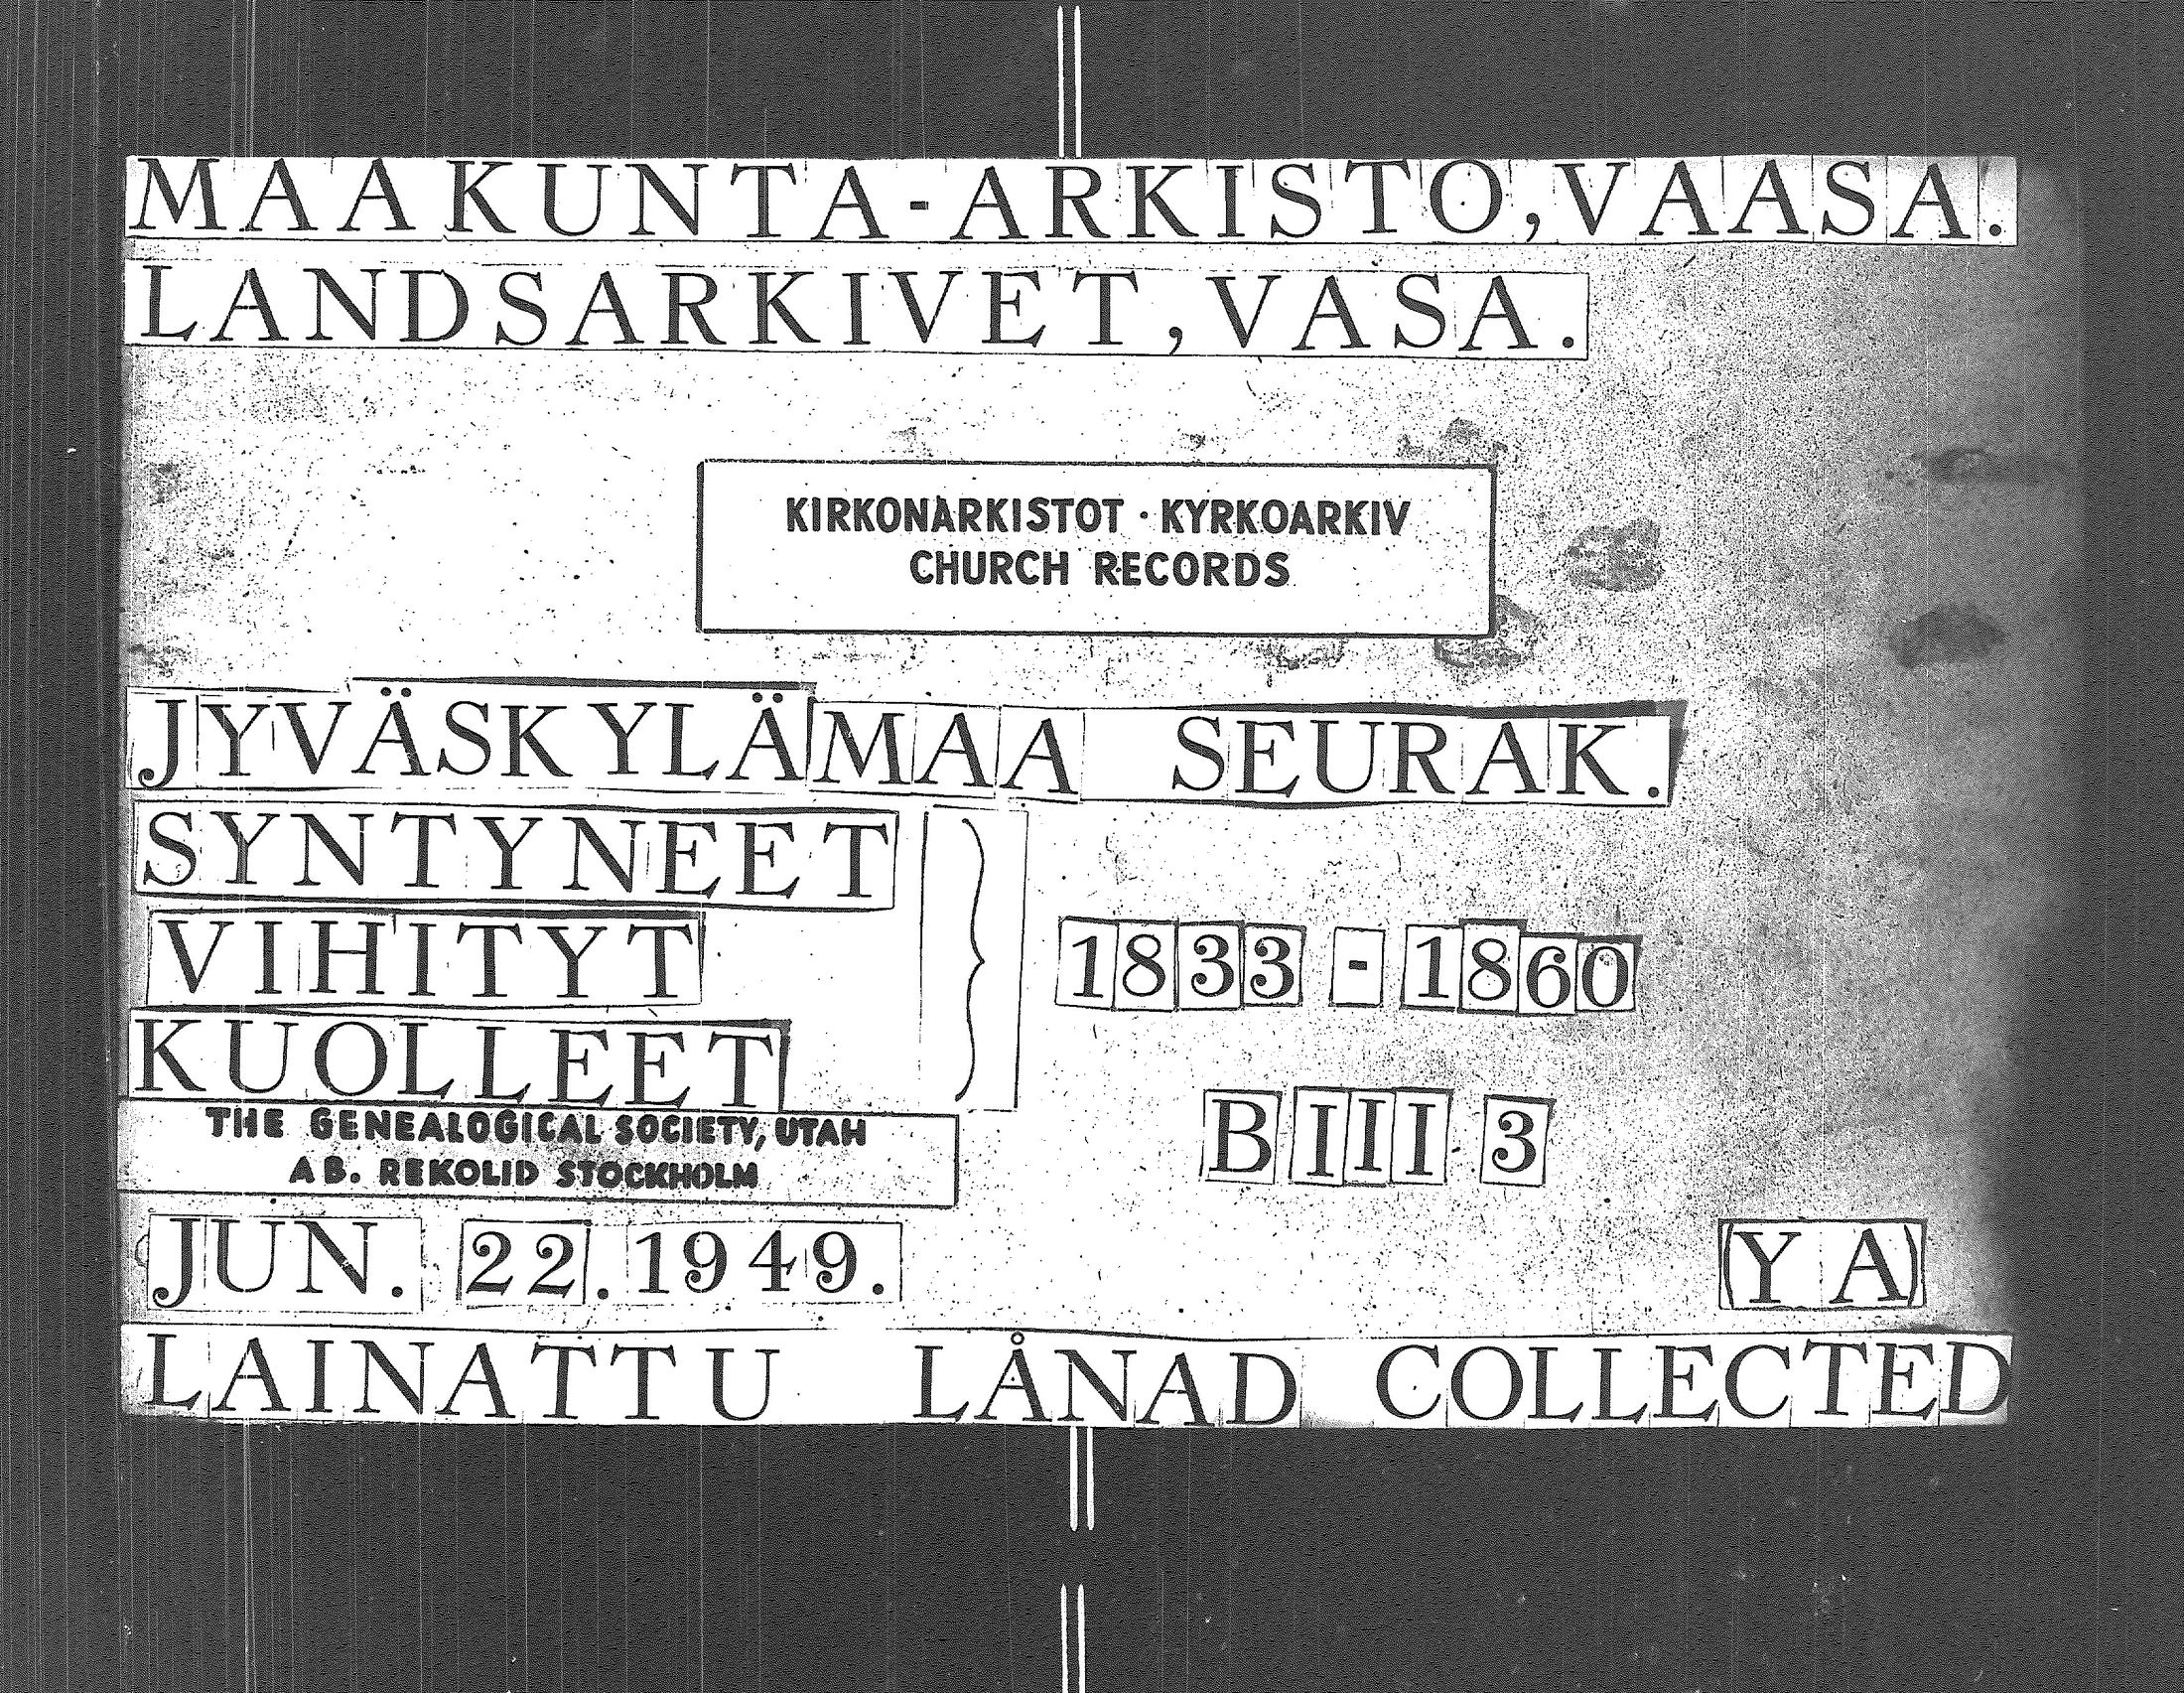 MAAKUNTA-ARKISTO, VAASA.
LANDSARKIVET, VASA.
KIRKONARKISTOT · KYRKOARKIV
CHURCH RECORDS
JYVÄSKYLÄMAA SEURAK.
SYNTYNEET
VIHITYT
KUOLLEET
} 1833 - 1860
B III 3
THE GENEALOGICAL SOCIETY, UTAH
AB. REKOLID STOCKHOLM
JUN. 22. 1949.
(YA)
LAINATTU LÅNAD COLLECTED